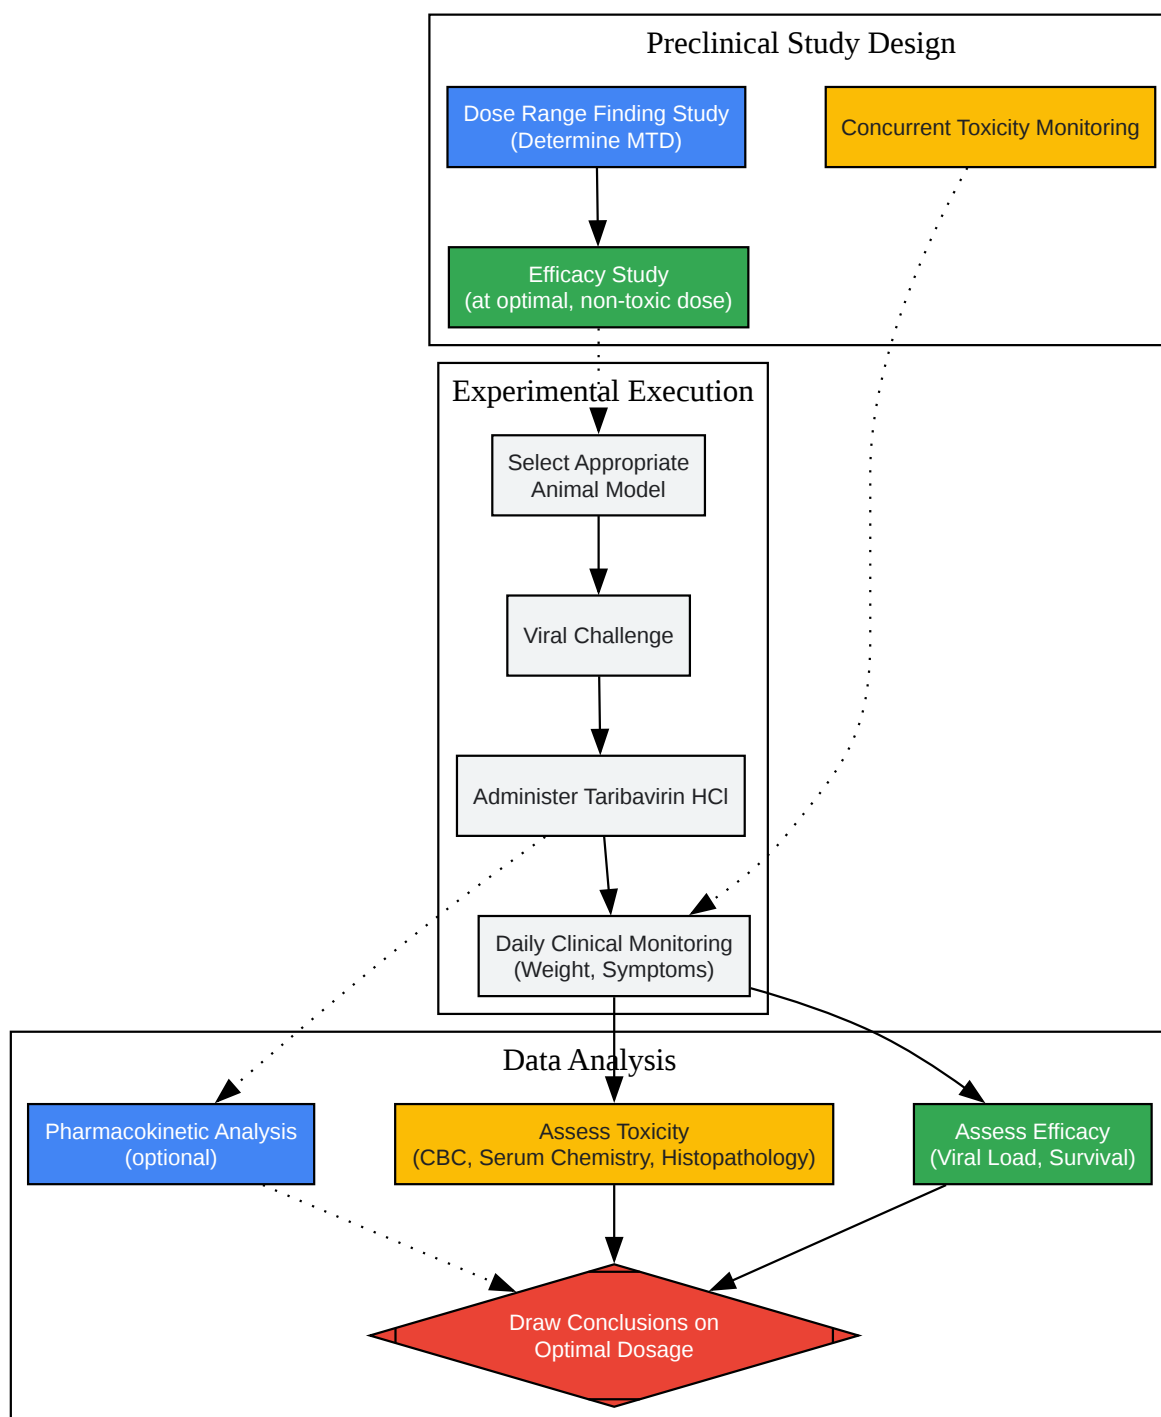 Preclinical Study Design
Dose Range Finding Study
(Determine MTD)
Concurrent Toxicity Monitoring
Efficacy Study
(at optimal, non-toxic dose)
Experimental Execution
Select Appropriate
Animal Model
Viral Challenge
Administer Taribavirin HCl
Daily Clinical Monitoring
(Weight, Symptoms)
Data Analysis
Pharmacokinetic Analysis
(optional)
Assess Toxicity
(CBC, Serum Chemistry, Histopathology)
Assess Efficacy
(Viral Load, Survival)
Draw Conclusions on
Optimal Dosage